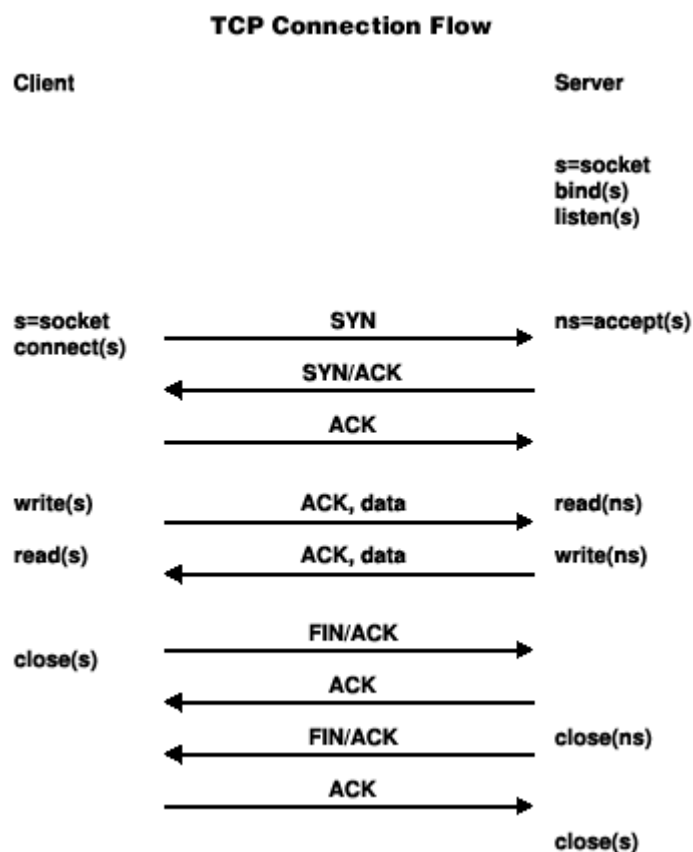 TCP Connection Flow
Client
Server
s=socket
bind(s)
listen(s)
s=socket
connect(s)
SYN
ns=accept(s)
SYN/ACK
ACK
write(s)
ACK, data
read(ns)
read(s)
ACK, data
write(ns)
FIN/ACK
close(s)
ACK
FIN/ACK
close(ns)
ACK
close(s)